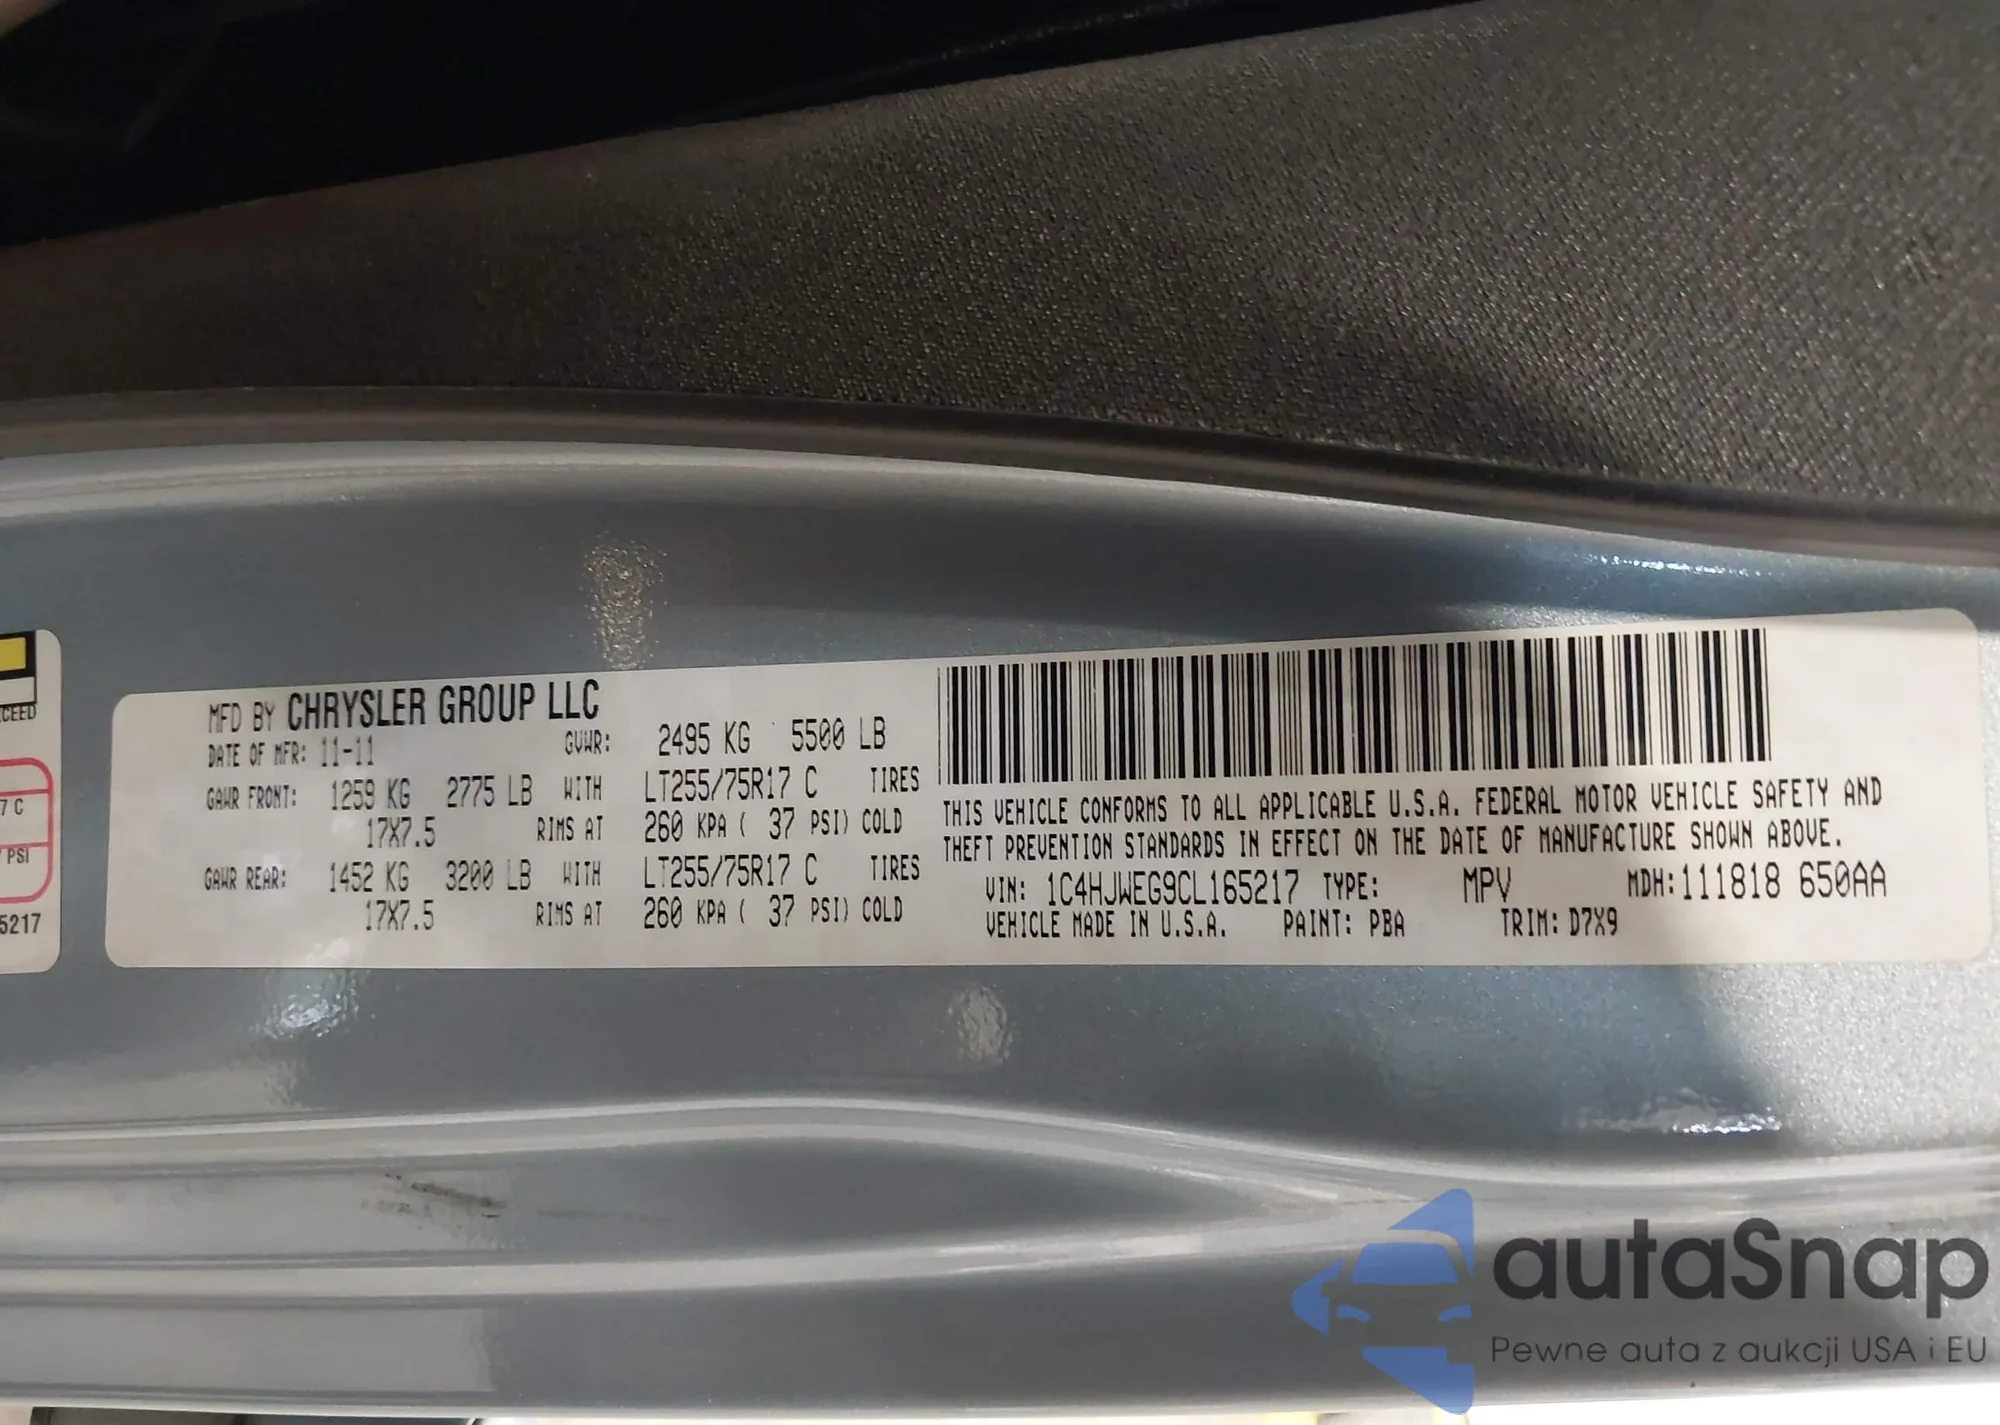 CEED
7 C
PSI
5217
MFD BY CHRYSLER GROUP LLC
DATE OF MFR: 11-11 GVWR: 2495 KG 5500 LB
GAWR FRONT: 1259 KG 2775 LB WITH LT255/75R17 C TIRES
17X7.5 RIMS AT 260 KPA ( 37 PSI) COLD
GAWR REAR: 1452 KG 3200 LB WITH LT255/75R17 C TIRES
17X7.5 RIMS AT 260 KPA ( 37 PSI) COLD
THIS VEHICLE CONFORMS TO ALL APPLICABLE U.S.A. FEDERAL MOTOR VEHICLE SAFETY AND
THEFT PREVENTION STANDARDS IN EFFECT ON THE DATE OF MANUFACTURE SHOWN ABOVE.
VIN: 1C4HJWEG9CL165217 TYPE: MPV MDH:111818 650AA
VEHICLE MADE IN U.S.A. PAINT: PBA TRIM: D7X9
autaSnap
Pewne auta z aukcji USA i EU